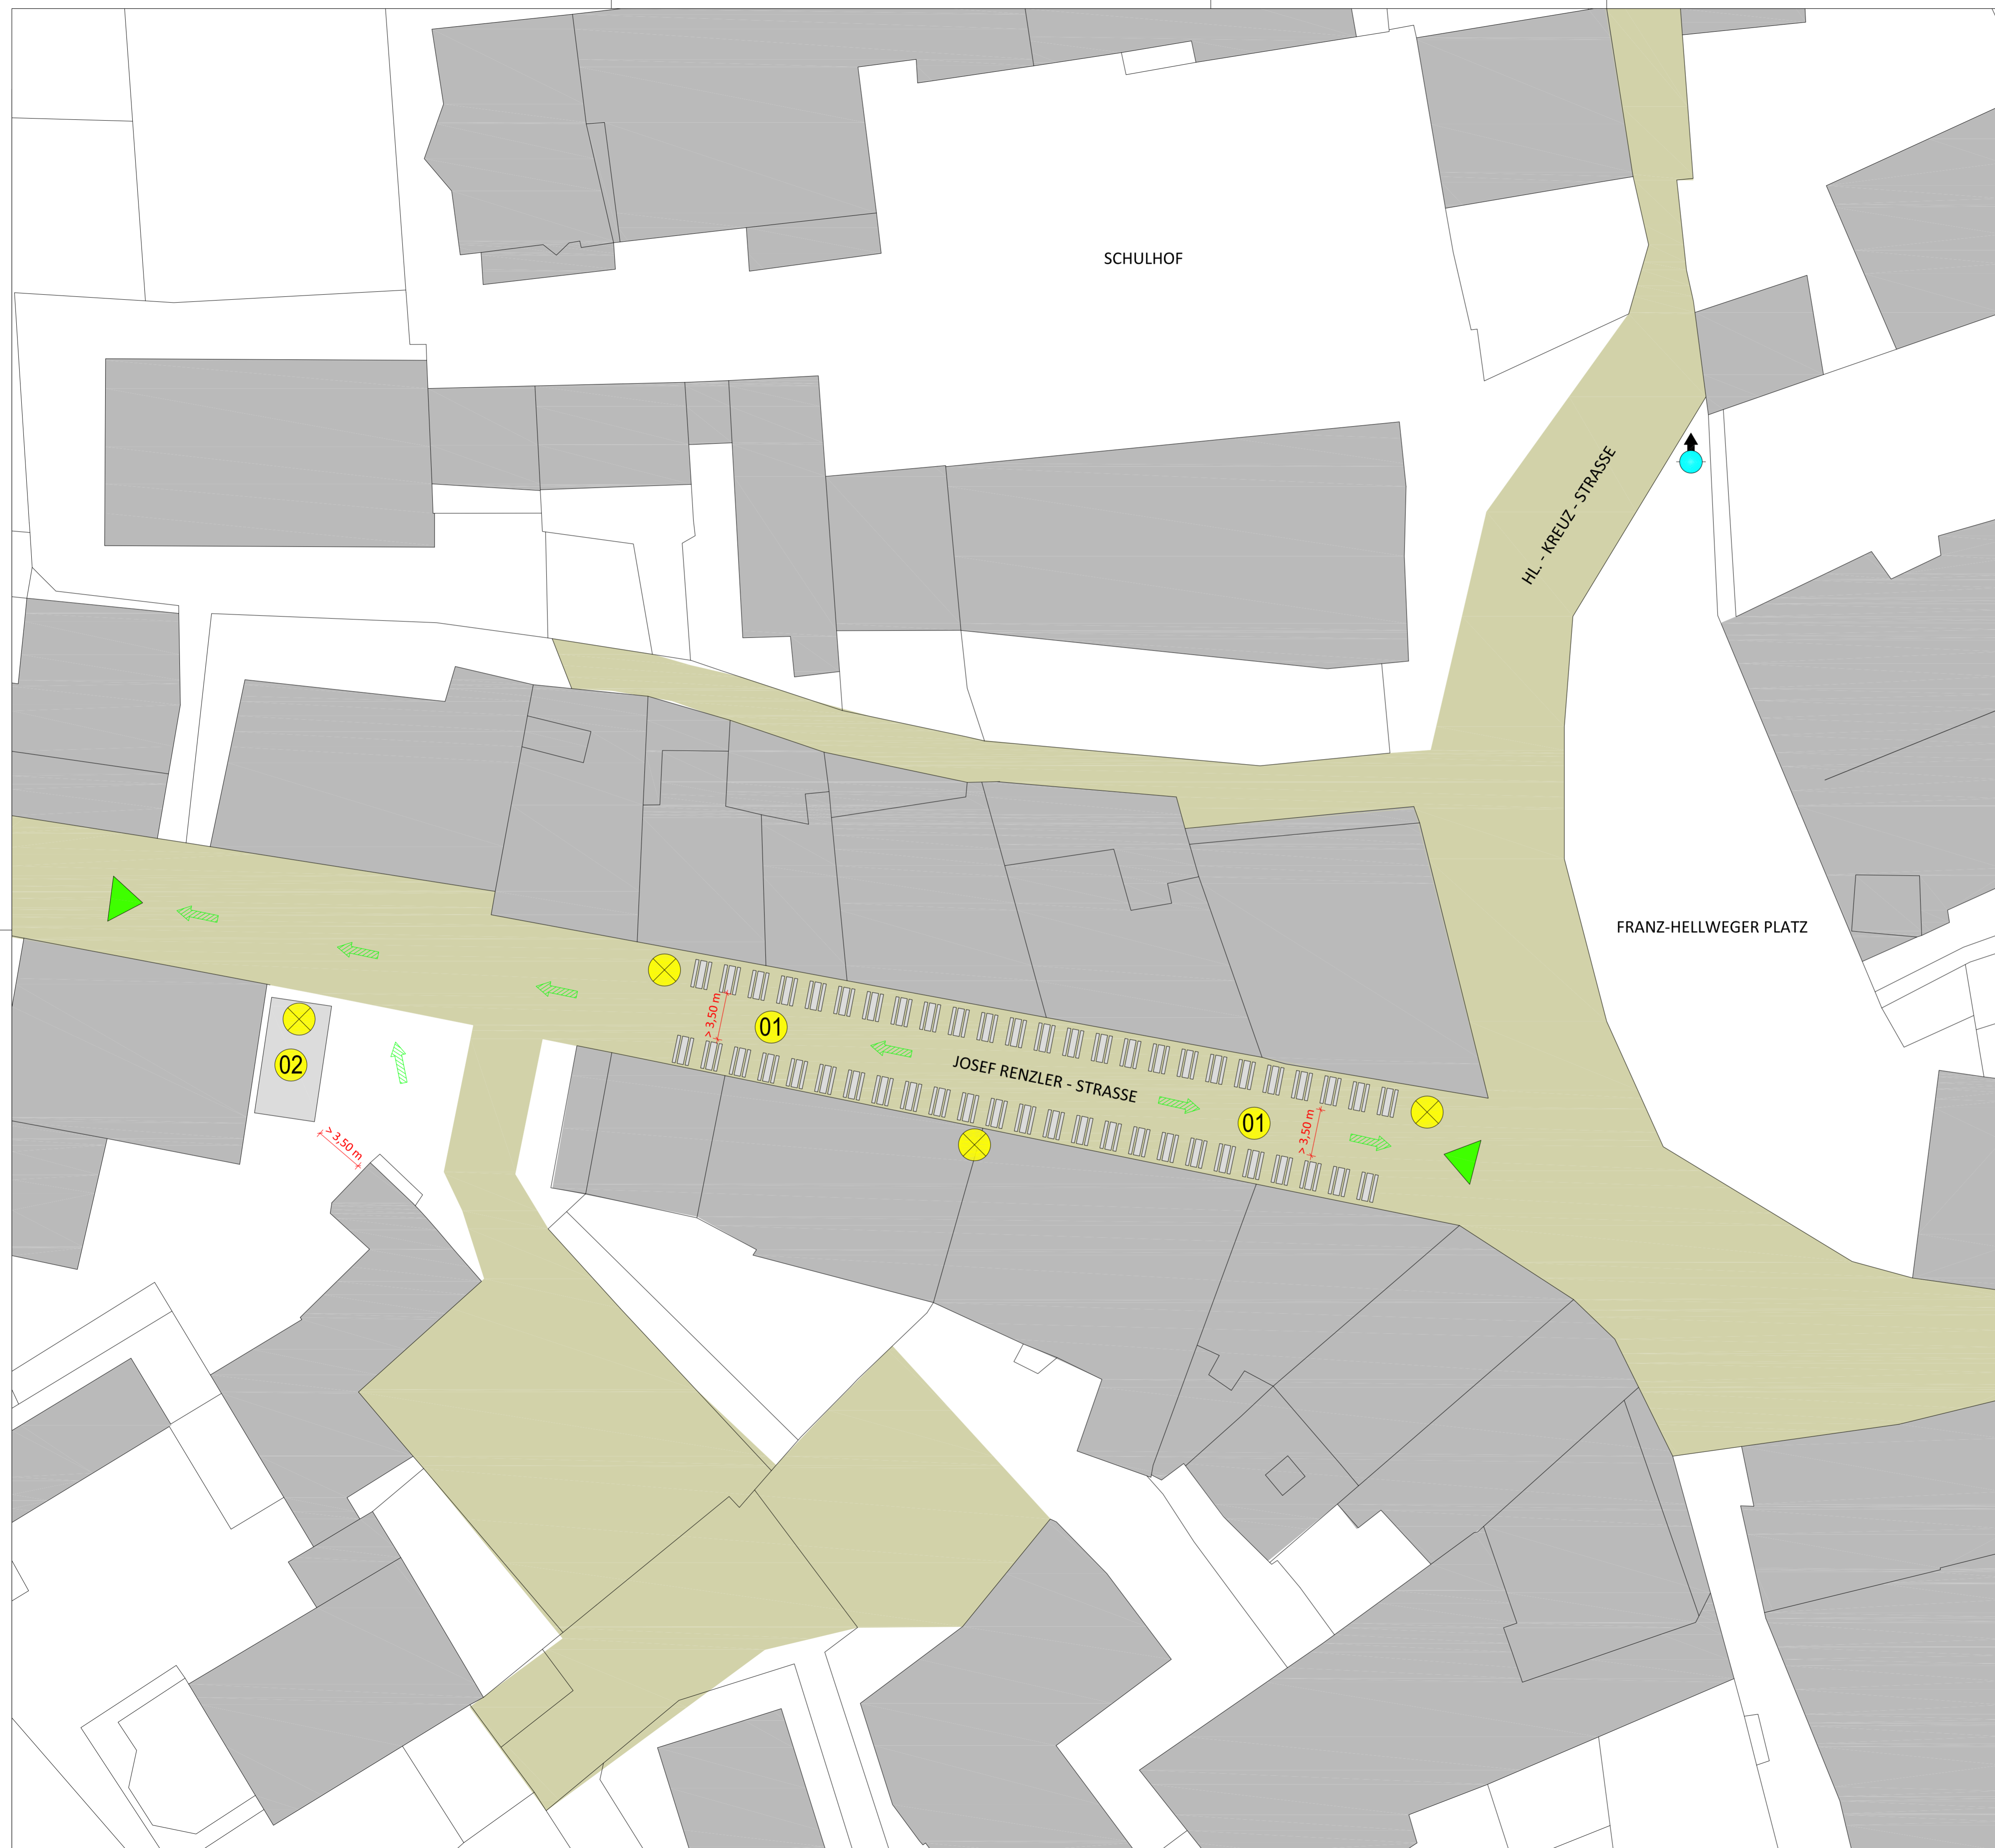 SCHULHOF
HL. - KREUZ - STRASSE
FRANZ-HELLWEGER PLATZ
> 3,50 m
01
02
JOSEF RENZLER - STRASSE
01
> 3,50 m
> 3,50 m